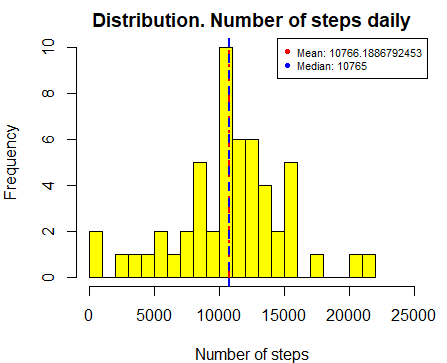 Distribution. Number of steps daily
Mean: 10766.1886792453
Median: 10765
Frequency
10
8
6
4
2
0
0 5000 10000 15000 20000 25000
Number of steps